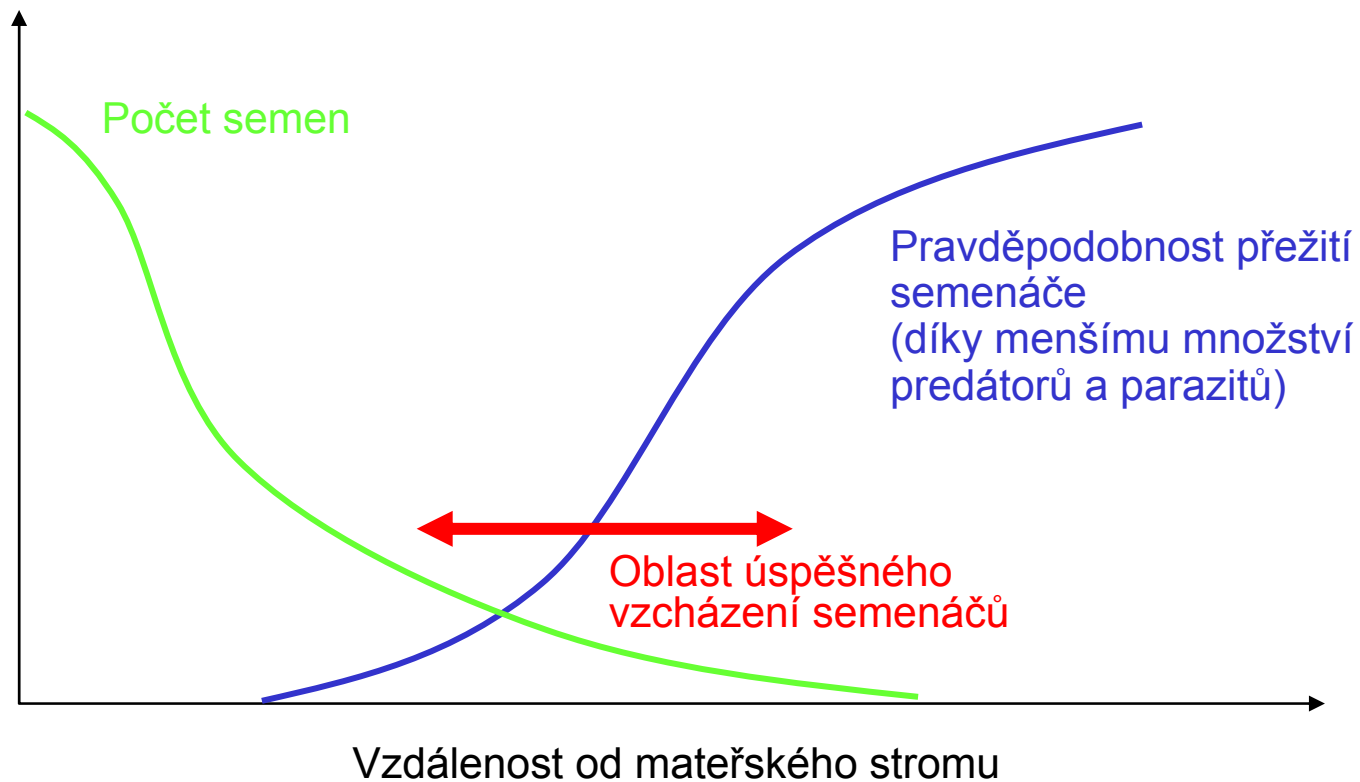 Počet semen
Pravděpodobnost přežití
semenáče
(díky menšímu množství
predátorů a parazitů)
Oblast úspěšného
vzcházení semenáčů
Vzdálenost od mateřského stromu